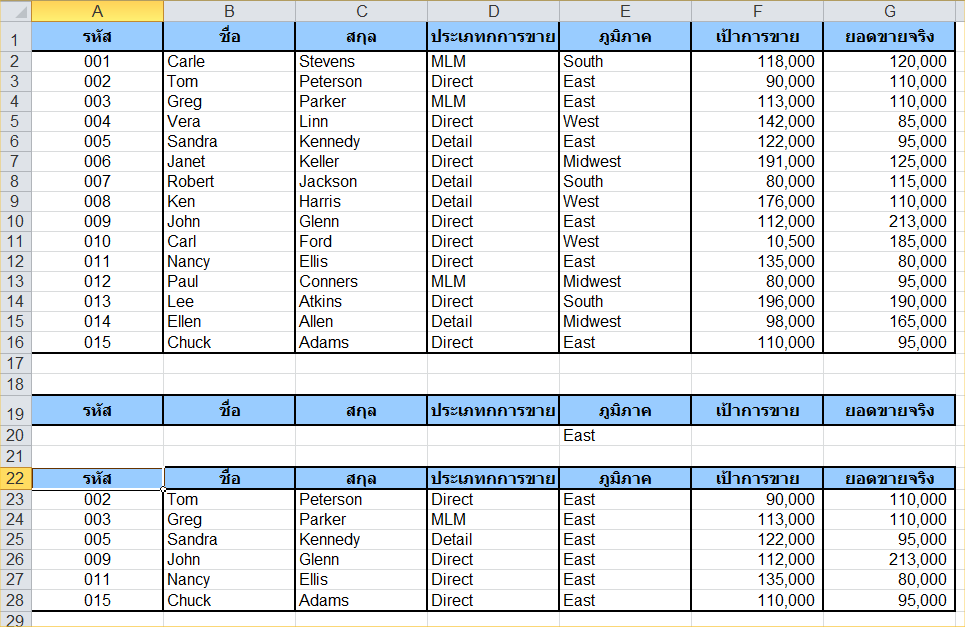 A B C D E F G
1 รหัส ชื่อ สกุล ประเภทกการขาย ภูมิภาค เป้าการขาย ยอดขายจริง
2 001 Carle Stevens MLM South 118,000 120,000
3 002 Tom Peterson Direct East 90,000 110,000
4 003 Greg Parker MLM East 113,000 110,000
5 004 Vera Linn Direct West 142,000 85,000
6 005 Sandra Kennedy Detail East 122,000 95,000
7 006 Janet Keller Direct Midwest 191,000 125,000
8 007 Robert Jackson Detail South 80,000 115,000
9 008 Ken Harris Detail West 176,000 110,000
10 009 John Glenn Direct East 112,000 213,000
11 010 Carl Ford Direct West 10,500 185,000
12 011 Nancy Ellis Direct East 135,000 80,000
13 012 Paul Conners MLM Midwest 80,000 95,000
14 013 Lee Atkins Direct South 196,000 190,000
15 014 Ellen Allen Detail Midwest 98,000 165,000
16 015 Chuck Adams Direct East 110,000 95,000
17
18
19 รหัส ชื่อ สกุล ประเภทกการขาย ภูมิภาค เป้าการขาย ยอดขายจริง
20 East
21
22 รหัส ชื่อ สกุล ประเภทกการขาย ภูมิภาค เป้าการขาย ยอดขายจริง
23 002 Tom Peterson Direct East 90,000 110,000
24 003 Greg Parker MLM East 113,000 110,000
25 005 Sandra Kennedy Detail East 122,000 95,000
26 009 John Glenn Direct East 112,000 213,000
27 011 Nancy Ellis Direct East 135,000 80,000
28 015 Chuck Adams Direct East 110,000 95,000
29